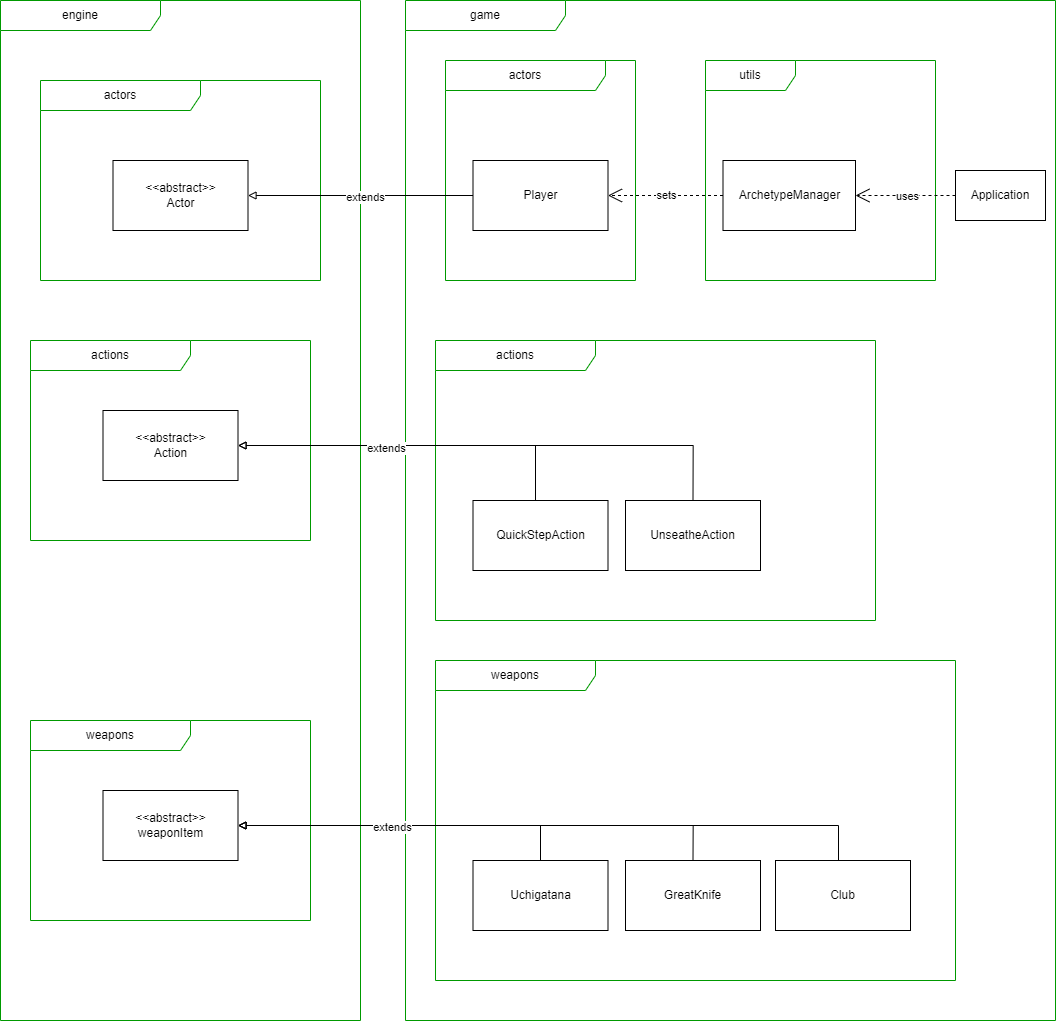 engine
game
actors
<<abstract>>
Actor
extends
actors
Player
sets
utils
ArchetypeManager
uses
Application
actions
<<abstract>>
Action
extends
actions
QuickStepAction
UnseatheAction
weapons
<<abstract>>
weaponItem
extends
weapons
Uchigatana
GreatKnife
Club